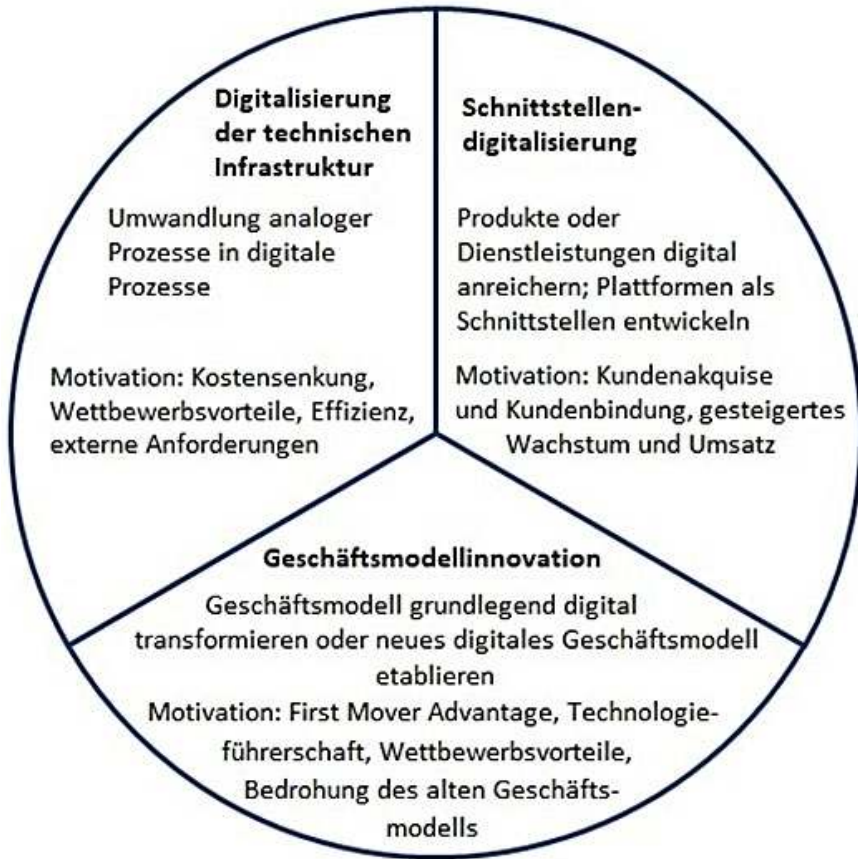 Digitalisierung
der technischen
Infrastruktur
Umwandlung analoger
Prozesse in digitale
Prozesse
Motivation: Kostensenkung,
Wettbewerbsvorteile, Effizienz,
externe Anforderungen
Schnittstellen-
digitalisierung
Produkte oder
Dienstleistungen digital
anreichern; Plattformen als
Schnittstellen entwickeln
Motivation: Kundenakquise
und Kundenbindung, gesteigertes
Wachstum und Umsatz
Geschäftsmodellinnovation
Geschäftsmodell grundlegend digital
transformieren oder neues digitales Geschäftsmodell
etablieren
Motivation: First Mover Advantage, Technologie-
führerschaft, Wettbewerbsvorteile,
Bedrohung des alten Geschäfts-
modells